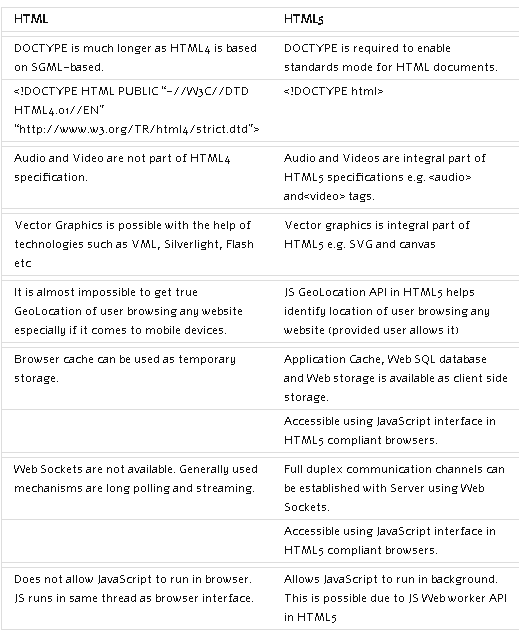 HTML
HTML5
DOCTYPE is much longer as HTML4 is based
on SGML-based.
DOCTYPE is required to enable
standards mode for HTML documents.
<!DOCTYPE HTML PUBLIC “-//W3C//DTD
HTML4.01//EN”
“http://www.w3.org/TR/html4/strict.dtd”>
<!DOCTYPE html>
Audio and Video are not part of HTML4
specification.
Audio and Videos are integral part of
HTML5 specifications e.g. <audio>
and<video> tags.
Vector Graphics is possible with the help of
technologies such as VML, Silverlight, Flash
etc
Vector graphics is integral part of
HTML5 e.g. SVG and canvas
It is almost impossible to get true
GeoLocation of user browsing any website
especially if it comes to mobile devices.
JS GeoLocation API in HTML5 helps
identify location of user browsing any
website (provided user allows it)
Browser cache can be used as temporary
storage.
Application Cache, Web SQL database
and Web storage is available as client side
storage.
Accessible using JavaScript interface in
HTML5 compliant browsers.
Web Sockets are not available. Generally used
mechanisms are long polling and streaming.
Full duplex communication channels can
be established with Server using Web
Sockets.
Accessible using JavaScript interface in
HTML5 compliant browsers.
Does not allow JavaScript to run in browser.
JS runs in same thread as browser interface.
Allows JavaScript to run in background.
This is possible due to JS Web worker API
in HTML5